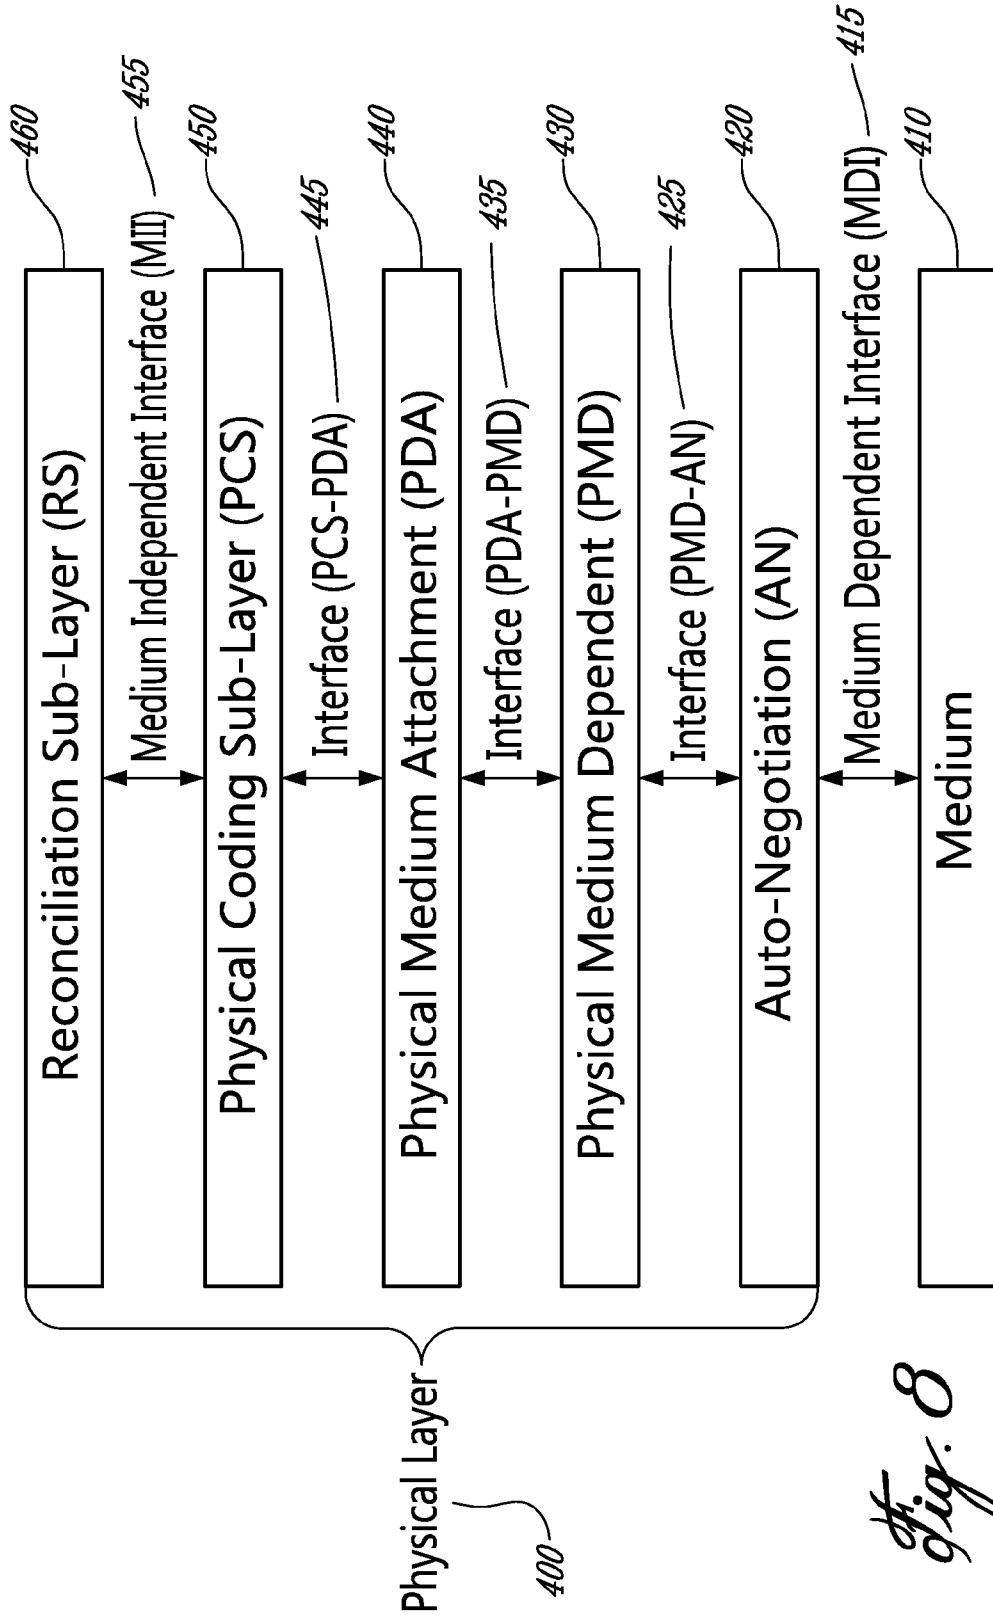 460
Reconciliation Sub-Layer (RS)
Medium Independent Interface (MII)
455
450
Physical Coding Sub-Layer (PCS)
Interface (PCS-PDA)
445
Physical Layer
400
440
Physical Medium Attachment (PDA)
Interface (PDA-PMD)
435
430
Physical Medium Dependent (PMD)
Interface (PMD-AN)
425
420
Auto-Negotiation (AN)
Medium Dependent Interface (MDI)
415
410
Medium
Fig. 8